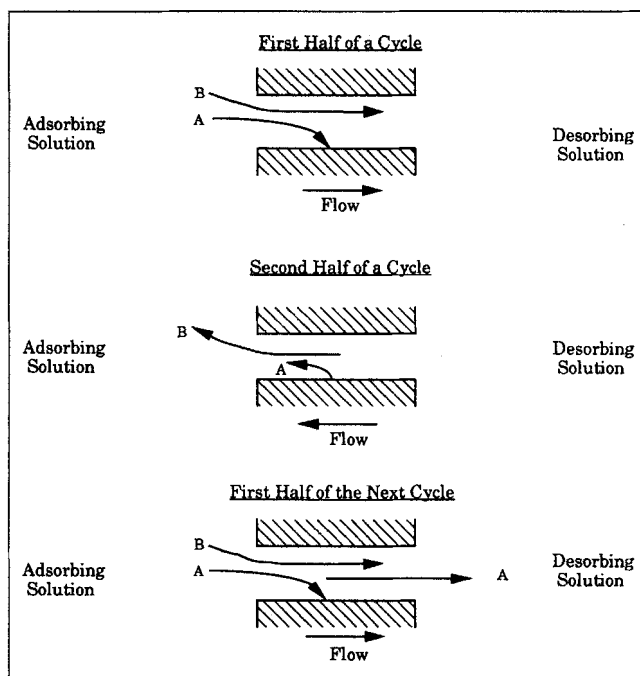 First Half of a Cycle
B
A
Adsorbing
Solution
Desorbing
Solution
Flow
Second Half of a Cycle
B
A
Adsorbing
Solution
Desorbing
Solution
Flow
First Half of the Next Cycle
B
A
A
Adsorbing
Solution
Desorbing
Solution
Flow